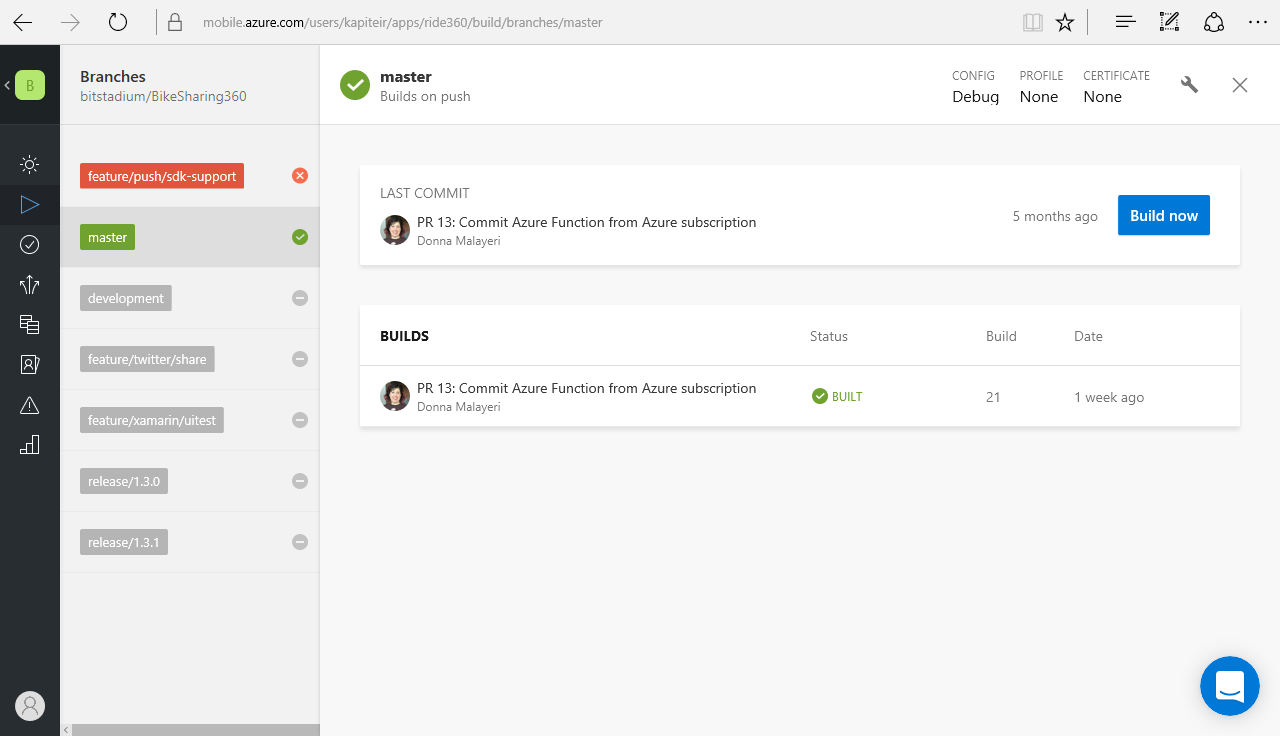 mobile.azure.com/users/kapiteir/apps/ride360/build/branches/master
B
Branches
bitstadium/BikeSharing360
feature/push/sdk-support
master
development
feature/twitter/share
feature/xamarin/uitest
release/1.3.0
release/1.3.1
master
Builds on push
CONFIG
Debug
PROFILE
None
CERTIFICATE
None
LAST COMMIT
PR 13: Commit Azure Function from Azure subscription
Donna Malayeri
5 months ago
Build now
BUILDS Status Build Date
PR 13: Commit Azure Function from Azure subscription
Donna Malayeri
BUILT 21 1 week ago